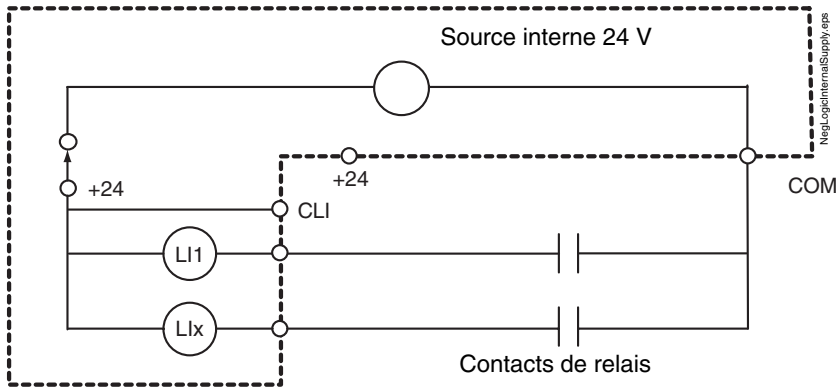 Source interne 24 V
NegLogicInternalSupply.eps
+24
COM
+24
CLI
LI1
LIx
Contacts de relais